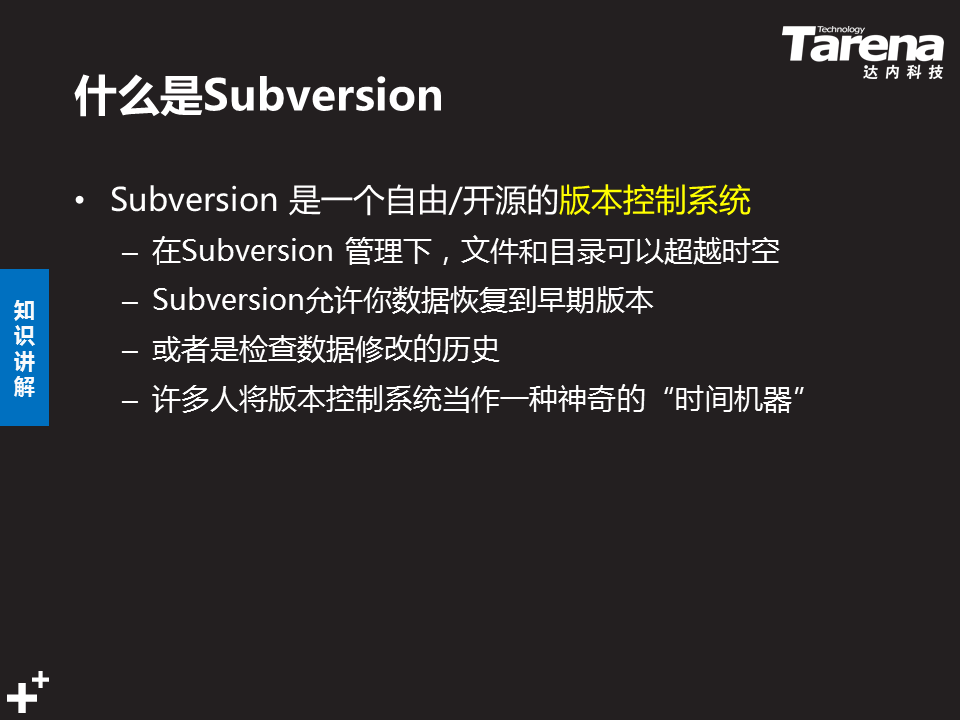 Technology
Tarena
达内科技
什么是Subversion
• Subversion 是一个自由/开源的版本控制系统
– 在Subversion 管理下，文件和目录可以超越时空
– Subversion允许你数据恢复到早期版本
– 或者是检查数据修改的历史
– 许多人将版本控制系统当作一种神奇的“时间机器”
知识讲解